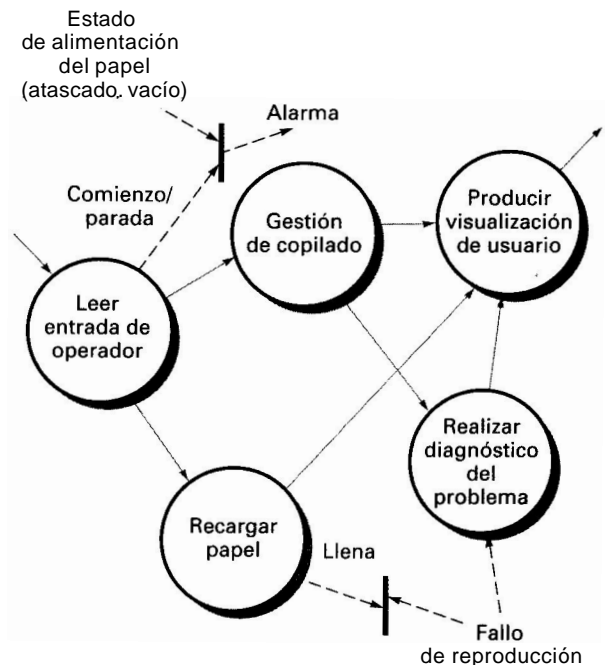 Estado
de alimentación
del papel
(atascado, vacío)
Alarma
Comienzo/
parada
Gestión
de copilado
Producir
visualización
de usuario
Leer
entrada de
operador
Realizar
diagnóstico
del
problema
Recargar
papel
Llena
Fallo
de reproducción